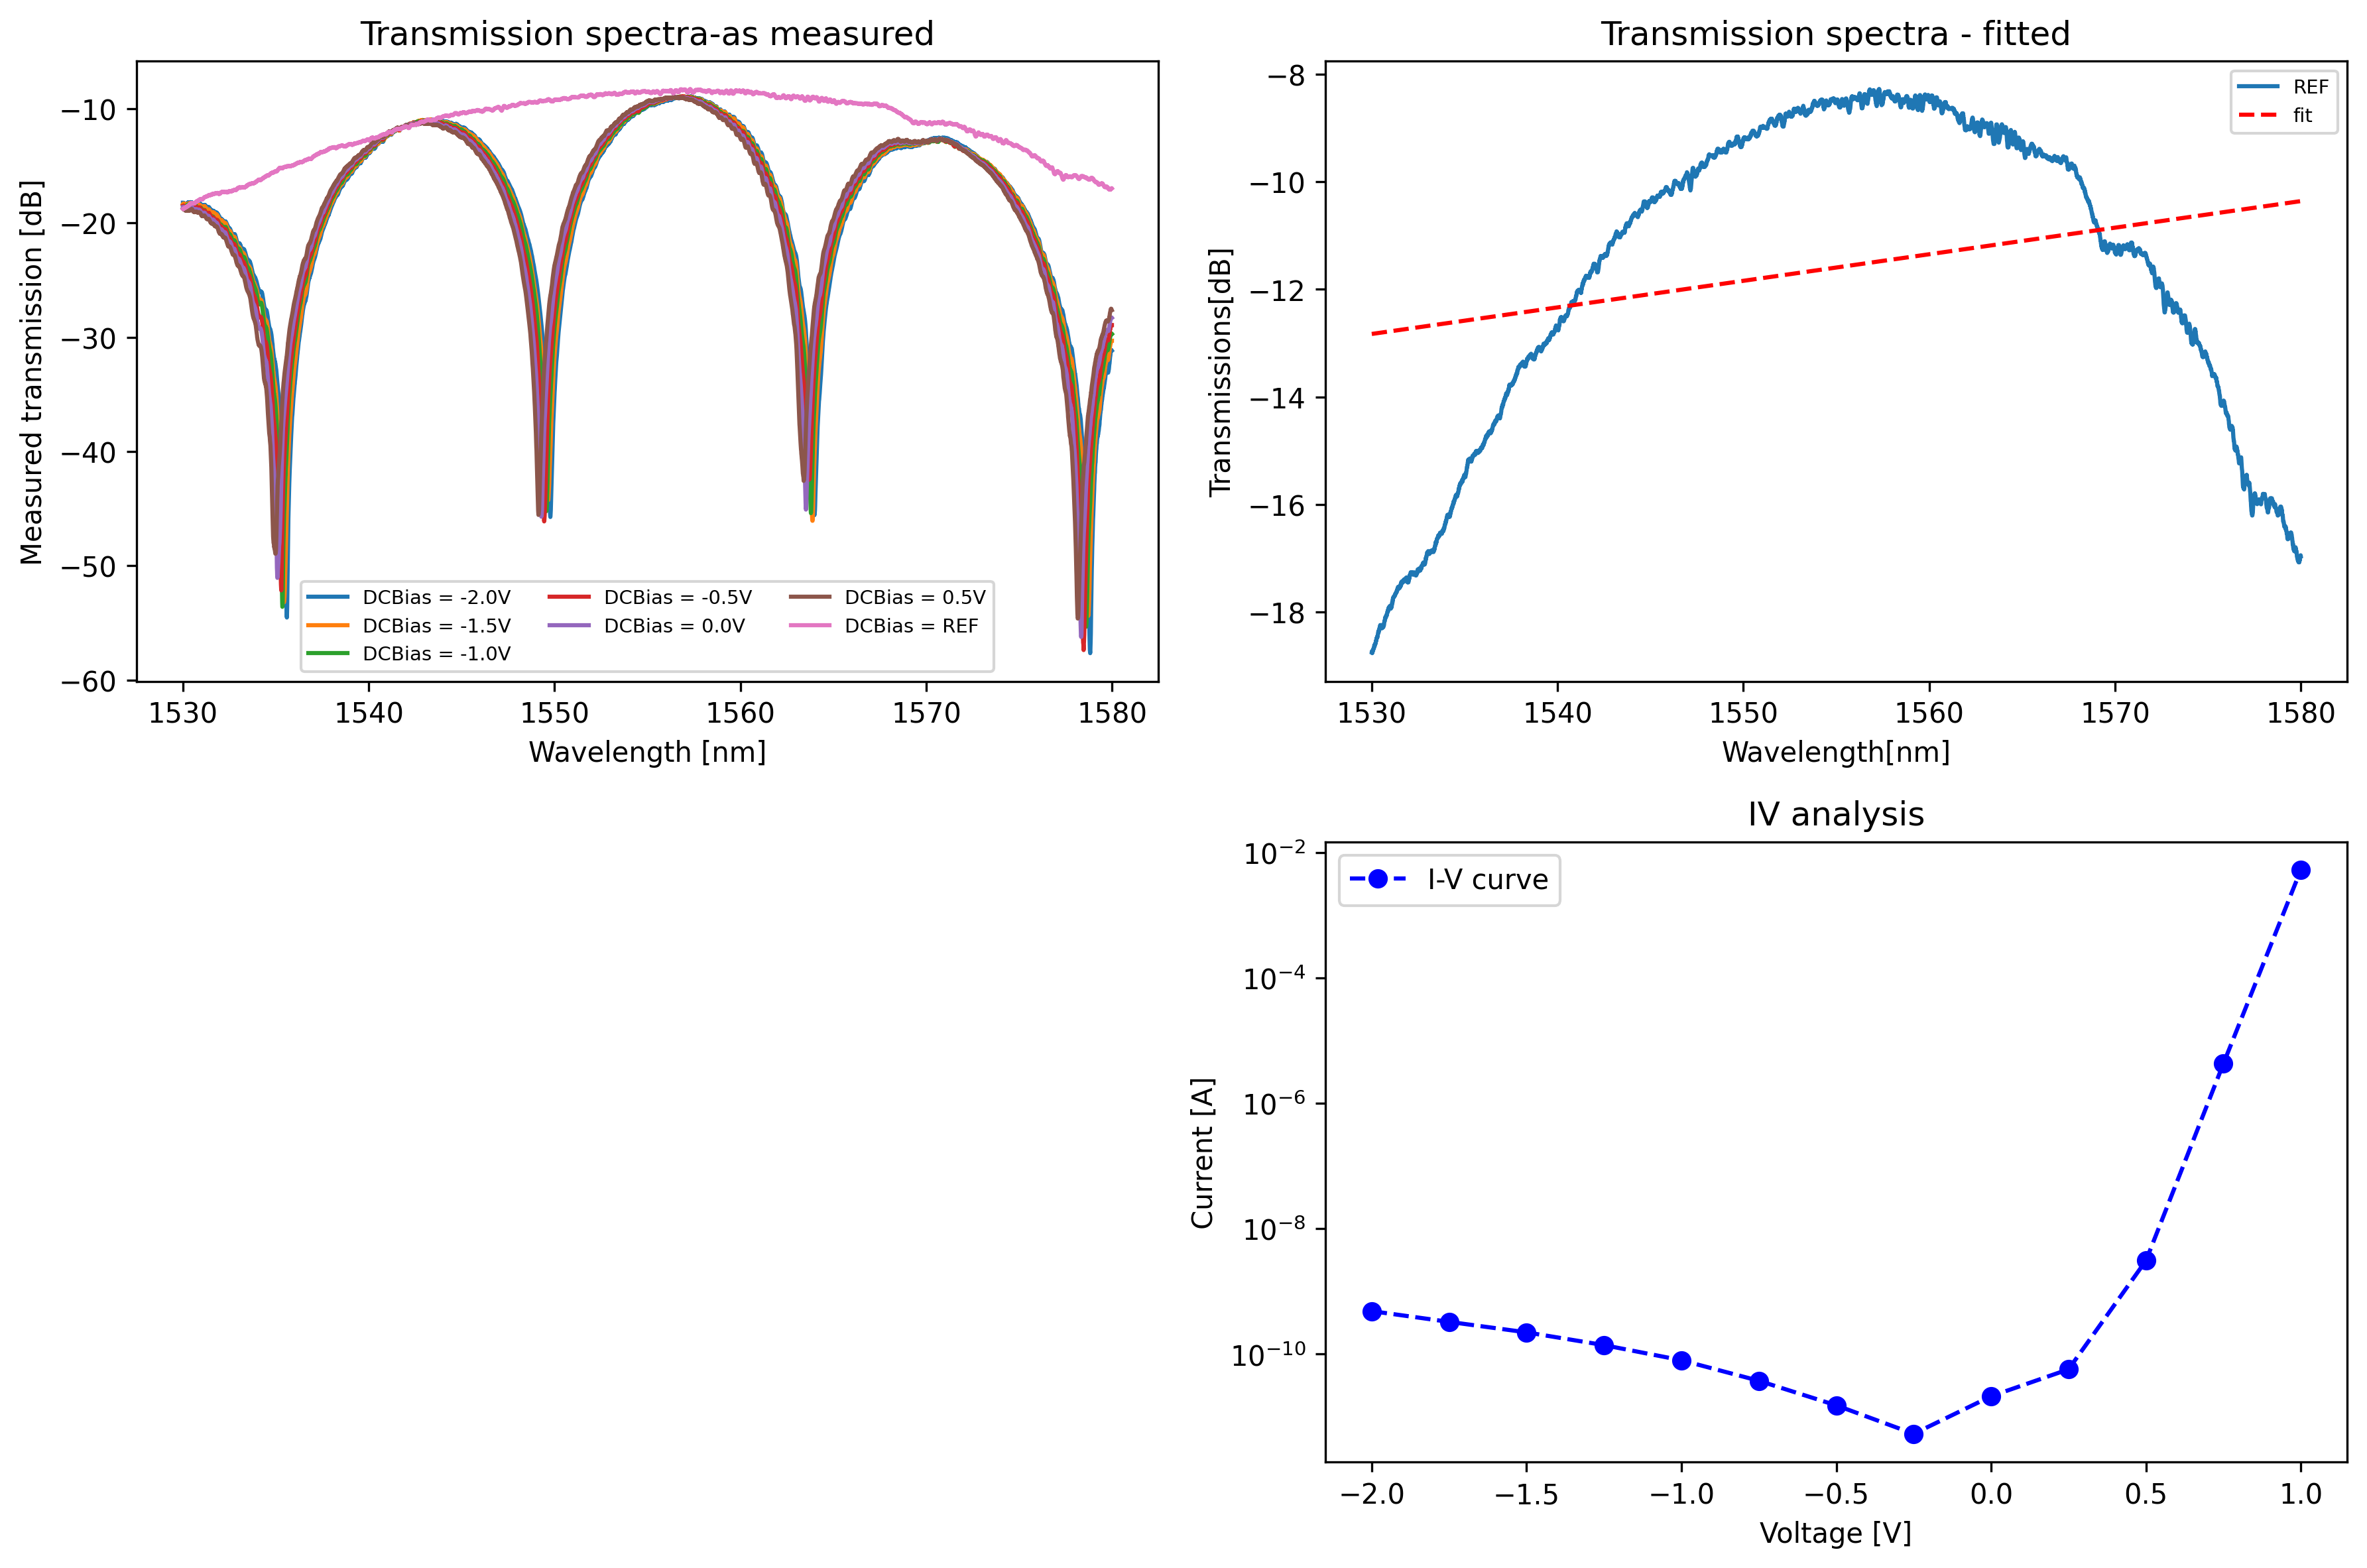 Transmission spectra-as measured
Measured transmission [dB]
−10
−20
−30
−40
−50
−60
DCBias = -2.0V
DCBias = -1.5V
DCBias = -1.0V
DCBias = -0.5V
DCBias = 0.0V
DCBias = 0.5V
DCBias = REF
1530 1540 1550 1560 1570 1580
Wavelength [nm]
Transmission spectra - fitted
Transmissions[dB]
−8
−10
−12
−14
−16
−18
REF
fit
1530 1540 1550 1560 1570 1580
Wavelength[nm]
IV analysis
Current [A]
10⁻²
10⁻⁴
10⁻⁶
10⁻⁸
10⁻¹⁰
I-V curve
−2.0 −1.5 −1.0 −0.5 0.0 0.5 1.0
Voltage [V]